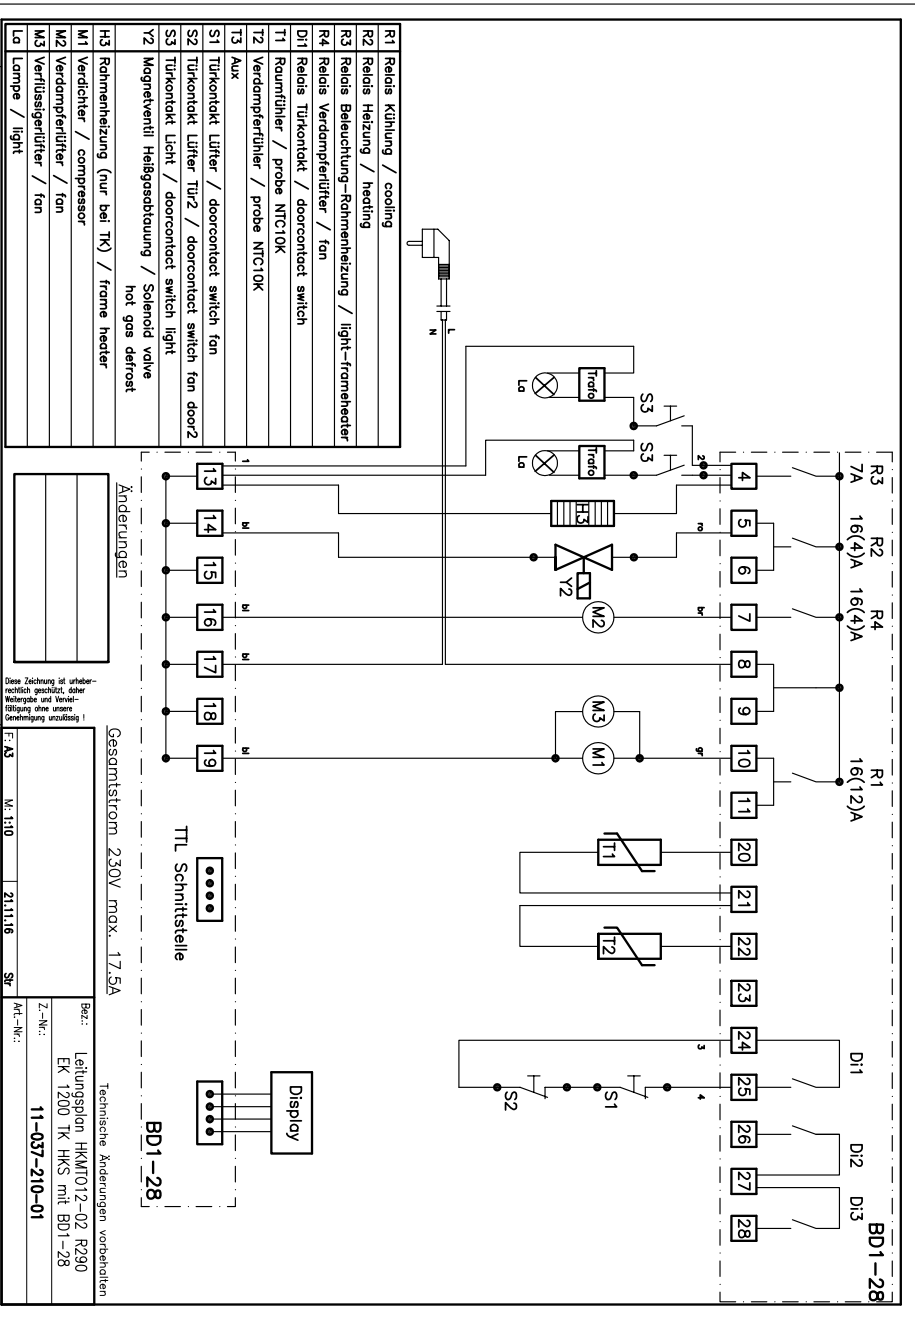 BD1-28
R3
7A
R2
16(4)A
R4
16(4)A
R1
16(12)A
Di1
Di2
Di3
4
5
6
7
8
9
10
11
20
21
22
23
24
25
26
27
28
2
ro
br
gr
3
4
S3
S3
Trafo
La
Trafo
La
H3
Y2
M2
M3
M1
T1
T2
S1
S2
L
N
1
bl
bl
bl
bl
13
14
15
16
17
18
19
TTL Schnittstelle
Display
BD1-28
R1 Relais Kühlung / cooling
R2 Relais Heizung / heating
R3 Relais Beleuchtung-Rahmenheizung / light-frameheater
R4 Relais Verdampferlüfter / fan
Di1 Relais Türkontakt / doorcontact switch
T1 Raumfühler / probe NTC10K
T2 Verdampferfühler / probe NTC10K
T3 Aux
S1 Türkontakt Lüfter / doorcontact switch fan
S2 Türkontakt Lüfter Tür2 / doorcontact switch fan door2
S3 Türkontakt Licht / doorcontact switch light
Y2 Magnetventil Heißgasabtauung / Solenoid valve
hot gas defrost
H3 Rahmenheizung (nur bei TK) / frame heater
M1 Verdichter / compressor
M2 Verdampferlüfter / fan
M3 Verflüssigerlüfter / fan
La Lampe / light
Änderungen
Gesamtstrom 230V max. 17.5A
Diese Zeichnung ist urheber-
rechtlich geschützt, daher
Weitergabe und Verviel-
fältigung ohne unsere
Genehmigung unzulässig !
F: A3
M: 1:10
21.11.16
Str
Technische Änderungen vorbehalten
Bez.: Leitungsplan HKMT012-02 R290
EK 1200 TK HKS mit BD1-28
Z.-Nr.: 11-037-210-01
Art.-Nr.: